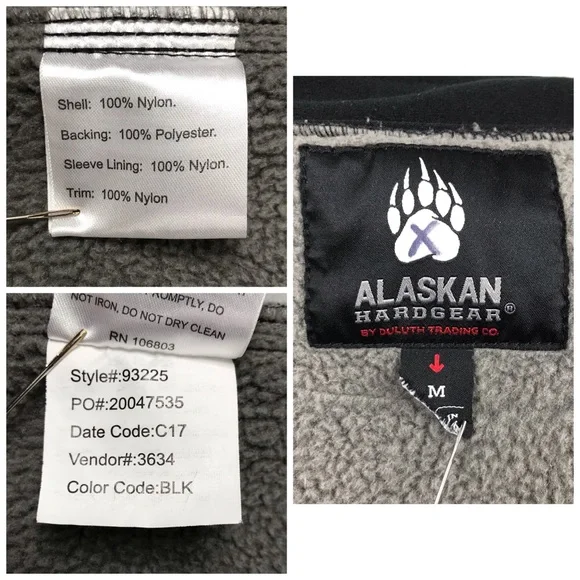 Shell: 100% Nylon.
Backing: 100% Polyester.
Sleeve Lining: 100% Nylon.
Trim: 100% Nylon
NOT IRON, DO NOT DRY CLEAN
RN 106803
Style#:93225
PO#:20047535
Date Code:C17
Vendor#:3634
Color Code:BLK
X
ALASKAN
HARDGEAR®
BY DULUTH TRADING CO.
M